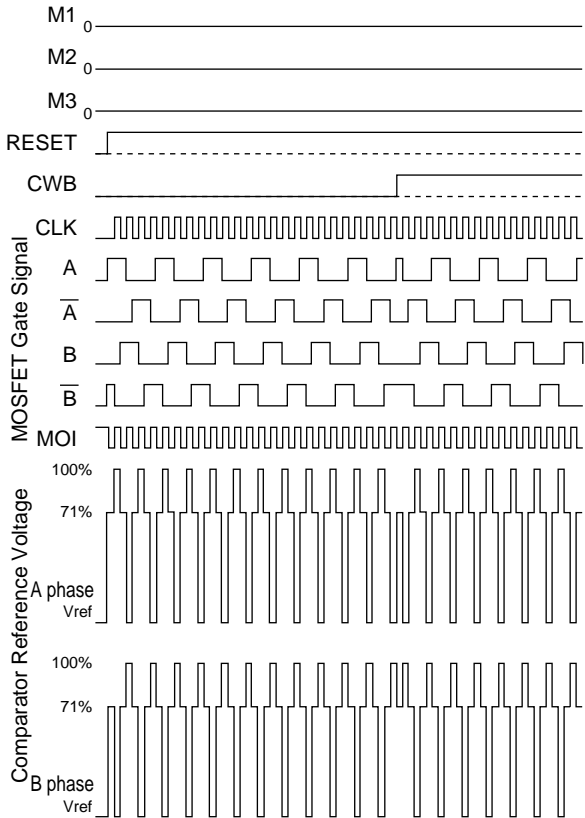 M1 0
M2 0
M3 0
RESET
CWB
CLK
MOSFET Gate Signal
A
A̅
B
B̅
MOI
Comparator Reference Voltage
100%
71%
A phase
Vref
100%
71%
B phase
Vref